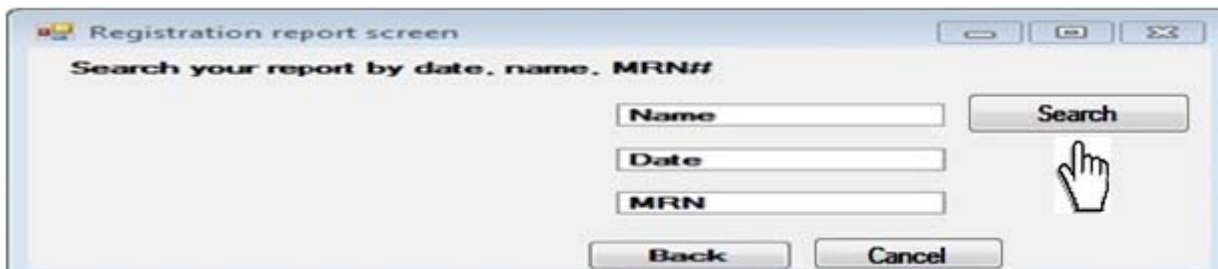 Registration report screen
Search your report by date, name, MRN#
Name
Search
Date
MRN
Back
Cancel